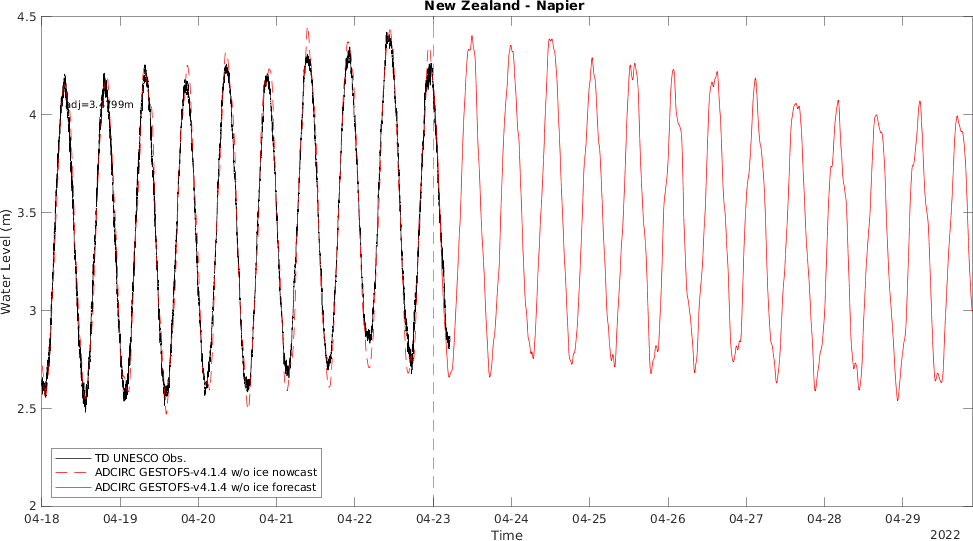 New Zealand - Napier
4.5
4
3.5
3
2.5
2
Water Level (m)
adj=3.4799m
TD UNESCO Obs.
ADCIRC GESTOFS-v4.1.4 w/o ice nowcast
ADCIRC GESTOFS-v4.1.4 w/o ice forecast
04-18 04-19 04-20 04-21 04-22 04-23 04-24 04-25 04-26 04-27 04-28 04-29
Time
2022